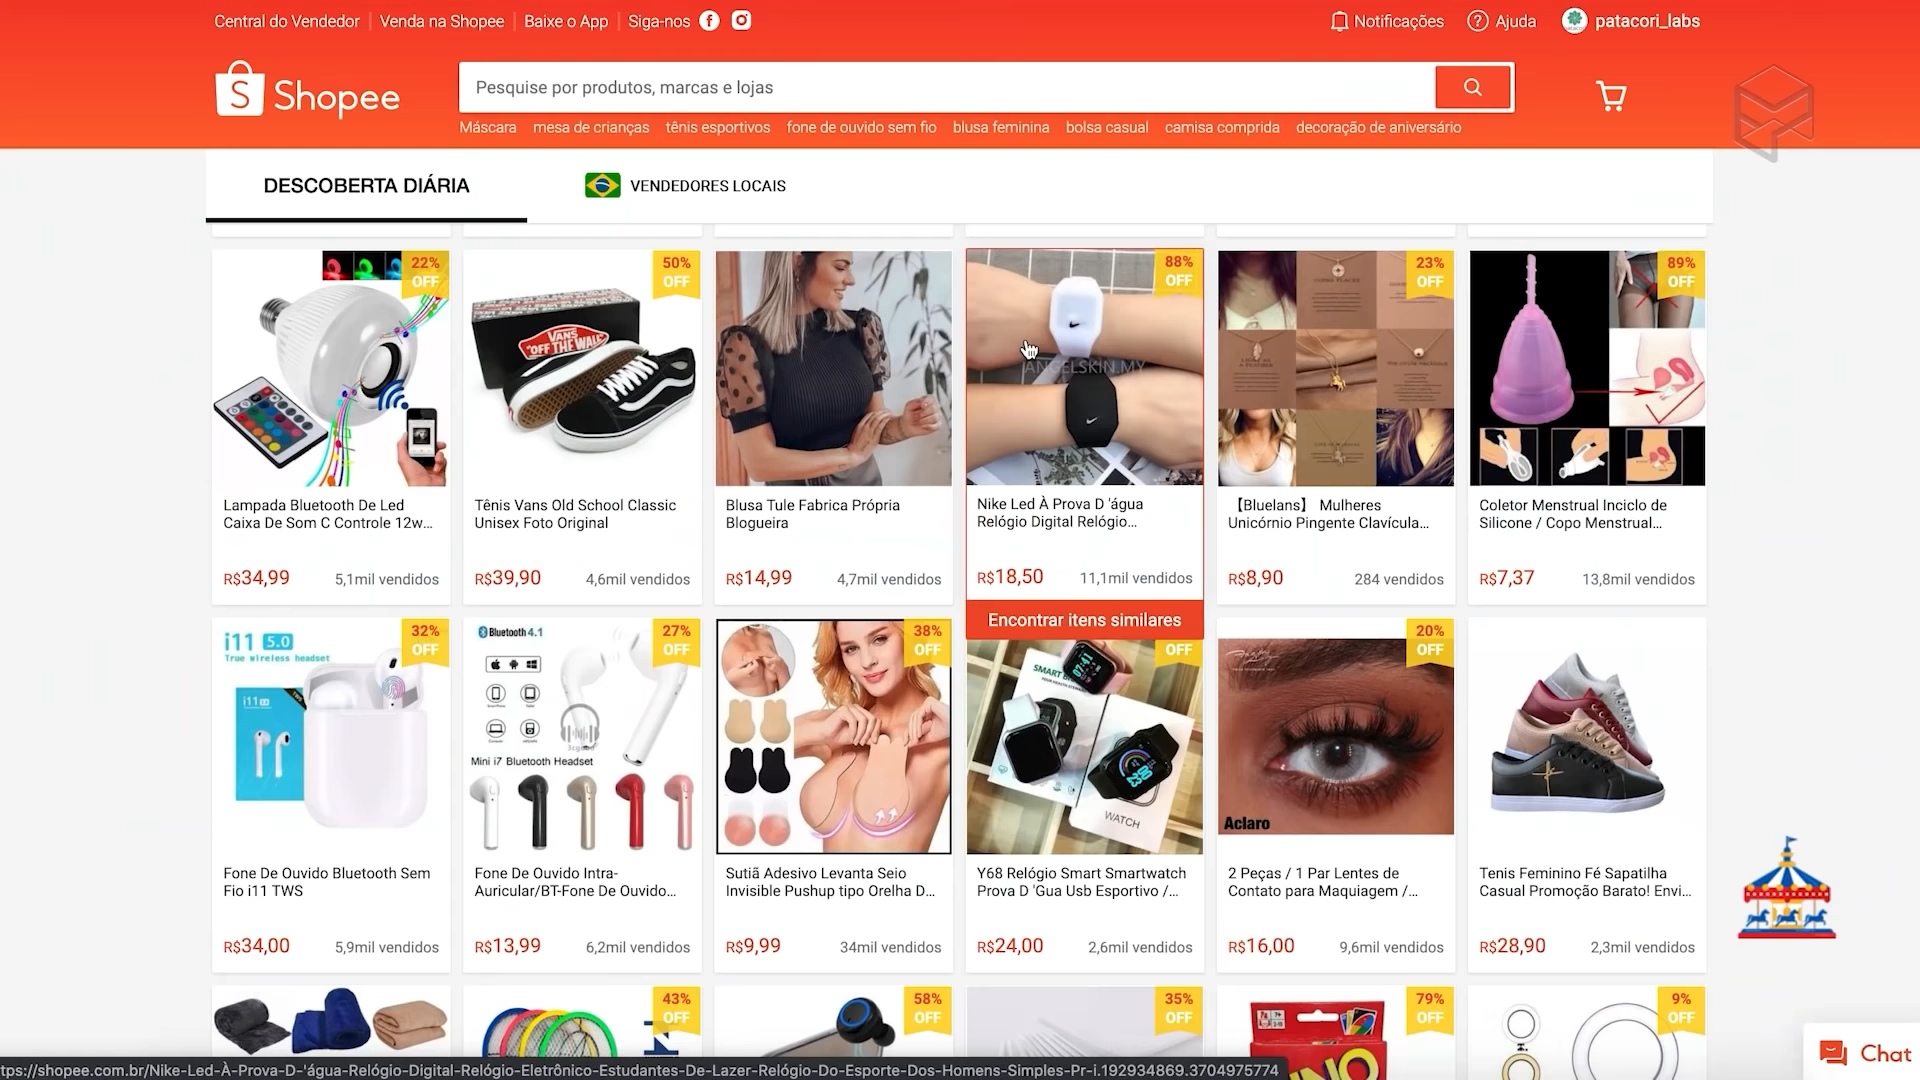 Central do Vendedor
Venda na Shopee
Baixe o App
Siga-nos
Notificações
Ajuda
patacori_labs
Shopee
Pesquise por produtos, marcas e lojas
Máscara
mesa de crianças
tênis esportivos
fone de ouvido sem fio
blusa feminina
bolsa casual
camisa comprida
decoração de aniversário
DESCOBERTA DIÁRIA
VENDEDORES LOCAIS
22%
OFF
Lampada Bluetooth De Led
Caixa De Som C Controle 12w...
R$34,99
5,1mil vendidos
50%
OFF
VANS
"OFF THE WALL"
Tênis Vans Old School Classic
Unisex Foto Original
R$39,90
4,6mil vendidos
Blusa Tule Fabrica Própria
Blogueira
R$14,99
4,7mil vendidos
88%
OFF
ANGELSKIN.MY
Nike Led À Prova D 'água
Relógio Digital Relógio...
R$18,50
11,1mil vendidos
Encontrar itens similares
23%
OFF
【Bluelans】 Mulheres
Unicórnio Pingente Clavícula...
R$8,90
284 vendidos
89%
OFF
Coletor Menstrual Inciclo de
Silicone / Copo Menstrual...
R$7,37
13,8mil vendidos
32%
OFF
i11 5.0
True wireless headset
i11
Fone De Ouvido Bluetooth Sem
Fio i11 TWS
R$34,00
5,9mil vendidos
27%
OFF
Bluetooth 4.1
Mini i7 Bluetooth Headset
Fone De Ouvido Intra-
Auricular/BT-Fone De Ouvido...
R$13,99
6,2mil vendidos
38%
OFF
Sutiã Adesivo Levanta Seio
Invisible Pushup tipo Orelha D...
R$9,99
34mil vendidos
OFF
SMART
WATCH
Y68 Relógio Smart Smartwatch
Prova D 'Gua Usb Esportivo /...
R$24,00
2,6mil vendidos
20%
OFF
Aclaro
2 Peças / 1 Par Lentes de
Contato para Maquiagem /...
R$16,00
9,6mil vendidos
Tenis Feminino Fé Sapatilha
Casual Promoção Barato! Envi...
R$28,90
2,3mil vendidos
43%
OFF
58%
OFF
35%
OFF
79%
OFF
UNO
9%
OFF
Chat
tps://shopee.com.br/Nike-Led-À-Prova-D-'água-Relógio-Digital-Relógio-Eletrônico-Estudantes-De-Lazer-Relógio-Do-Esporte-Dos-Homens-Simples-Pr-i.192934869.3704975774